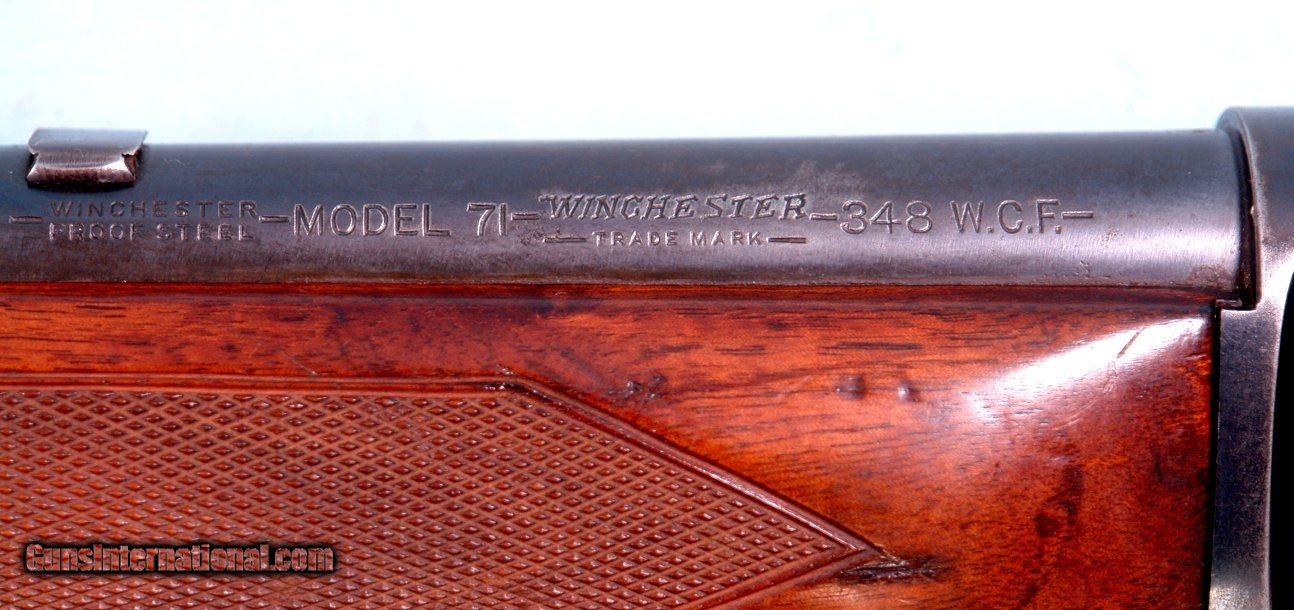 -WINCHESTER PROOF STEEL-MODEL 71-WINCHESTER TRADE MARK-348 W.C.F.-
GunsInternational.com